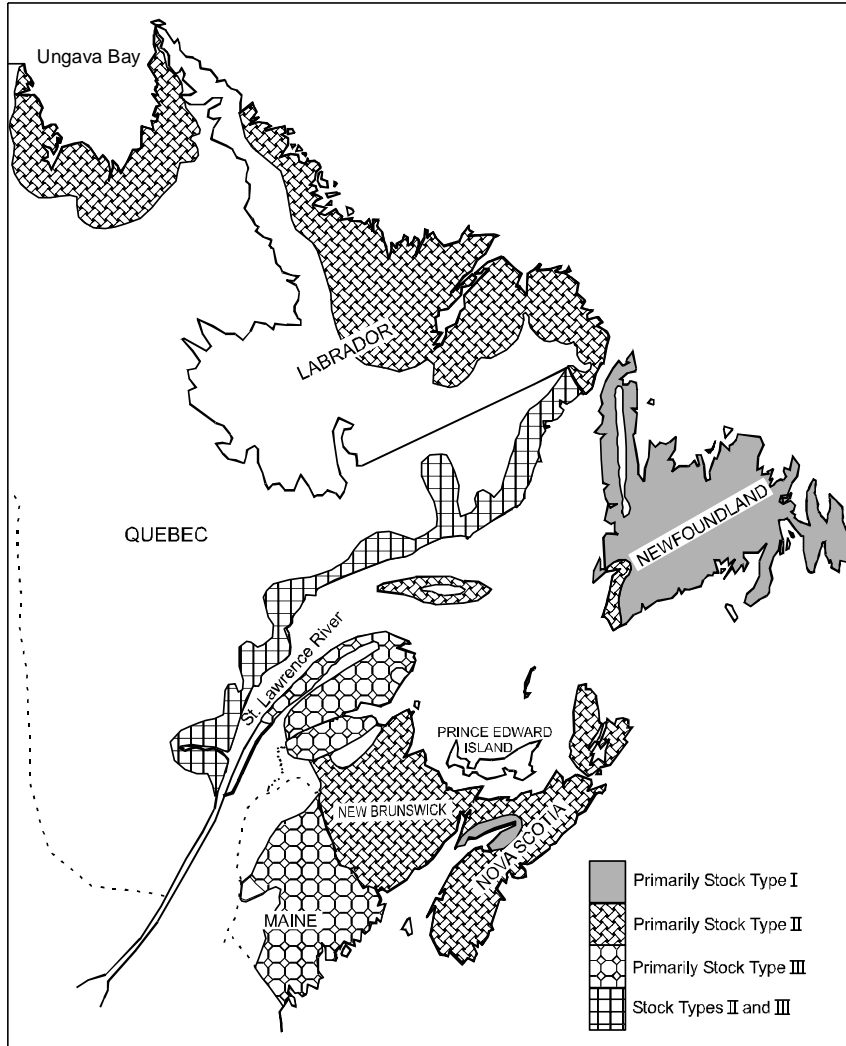 Ungava Bay
LABRADOR
QUEBEC
NEWFOUNDLAND
St. Lawrence River
PRINCE EDWARD
ISLAND
NEW BRUNSWICK
NOVA SCOTIA
MAINE
Primarily Stock Type I
Primarily Stock Type II
Primarily Stock Type III
Stock Types II and III